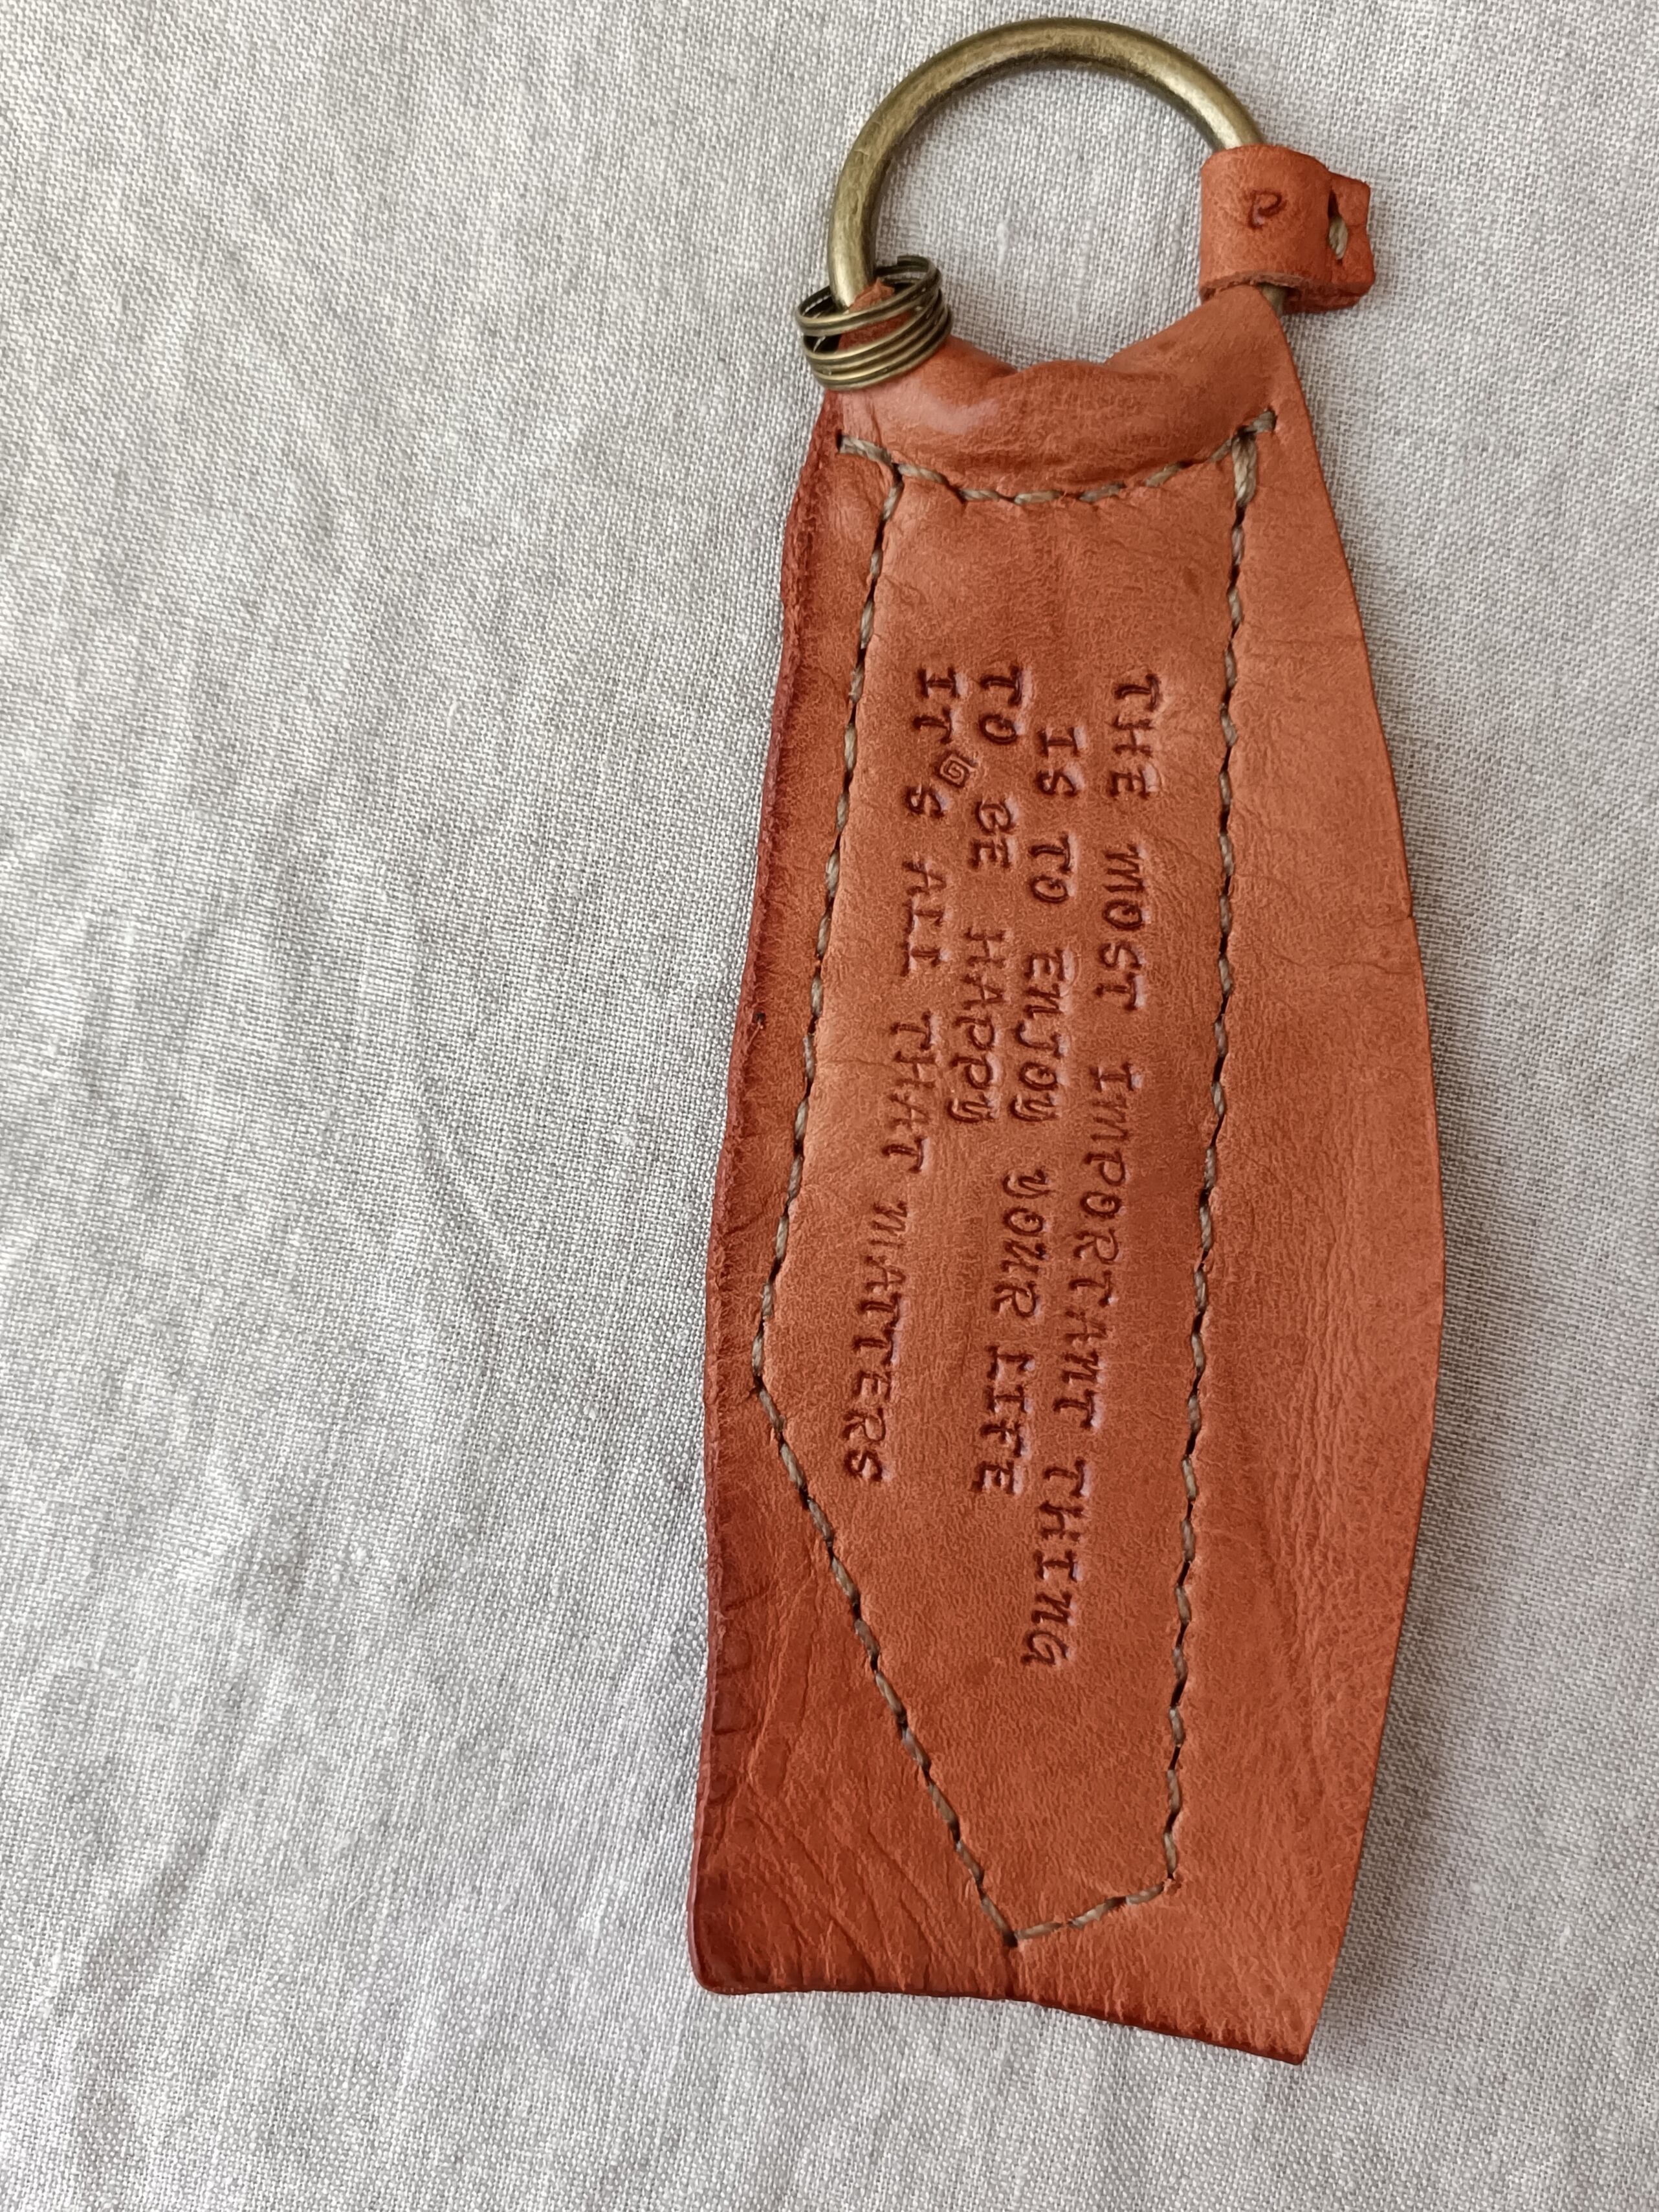 P
THE MOST IMPORTANT THING
IS TO ENJOY YOUR LIFE
TO BE HAPPY
IT'S ALL THAT MATTERS